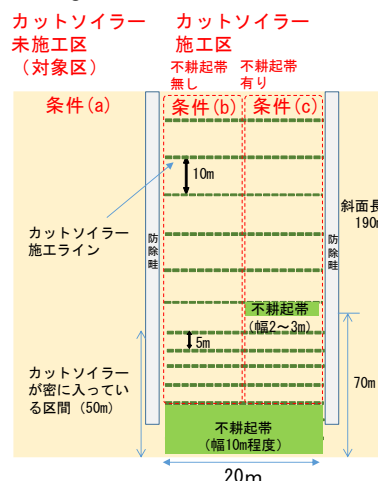 カットソイラー
未施工区
（対象区）
カットソイラー
施工区
不耕起帯
無し
不耕起帯
有り
条件(a)
条件(b)
条件(c)
10m
斜面長
190m
カットソイラー
施工ライン
防除畦
防除畦
不耕起帯
(幅2～3m)
5m
カットソイラー
が密に入ってい
る区間（50m）
70m
不耕起帯
(幅10m程度)
20m